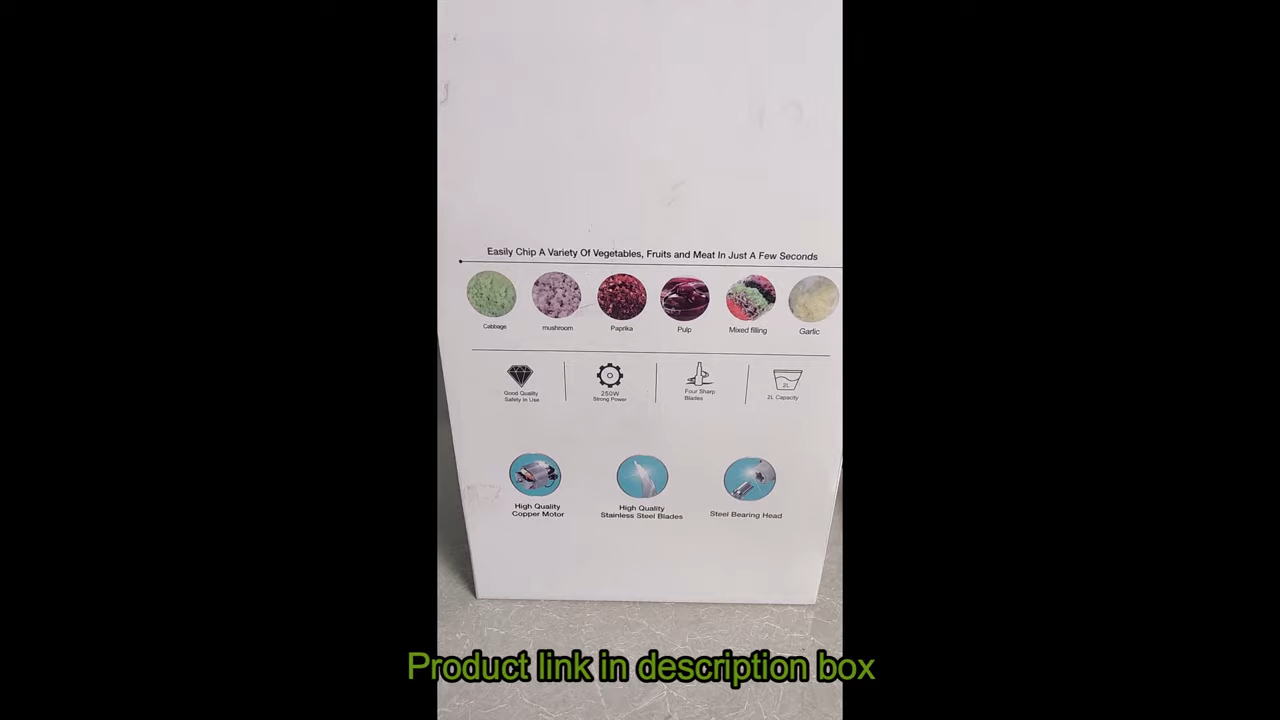 Easily Chip A Variety Of Vegetables, Fruits and Meat In Just A Few Seconds
Cabbage
mushroom
Paprika
Pulp
Mixed filling
Garlic
Good Quality
Safety In Use
250W
Strong Power
Four Sharp
Blades
2L
2L Capacity
High Quality
Copper Motor
High Quality
Stainless Steel Blades
Steel Bearing Head
Product link in description box